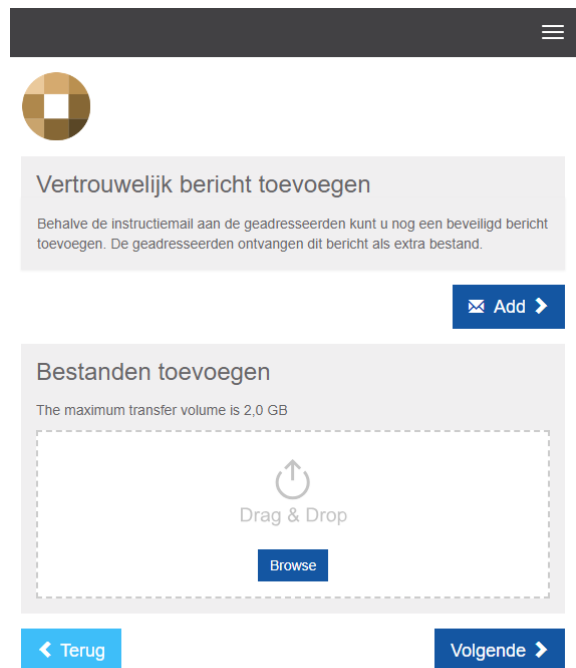 Vertrouwelijk bericht toevoegen
Behalve de instructiemail aan de geadresseerden kunt u nog een beveiligd bericht
toevoegen. De geadresseerden ontvangen dit bericht als extra bestand.
Add
Bestanden toevoegen
The maximum transfer volume is 2,0 GB
Drag & Drop
Browse
Terug
Volgende